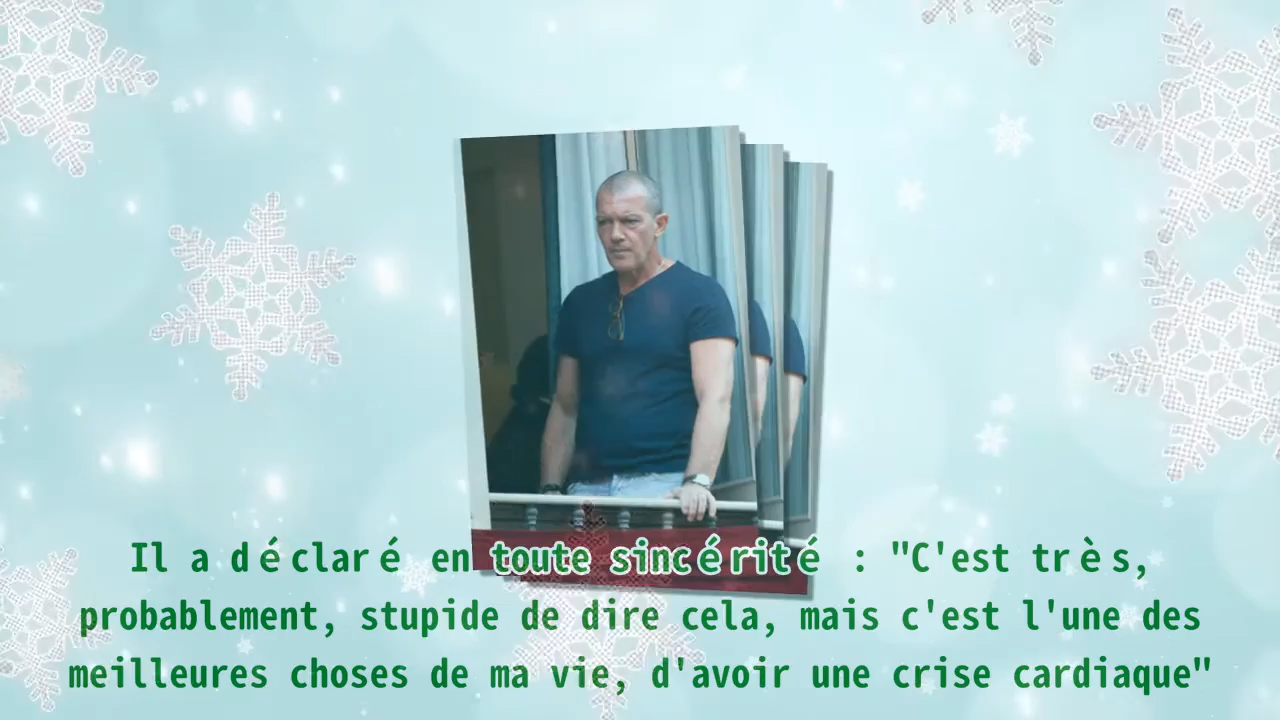 Il a déclaré en toute sincérité : "C'est très,
probablement, stupide de dire cela, mais c'est l'une des
meilleures choses de ma vie, d'avoir une crise cardiaque"